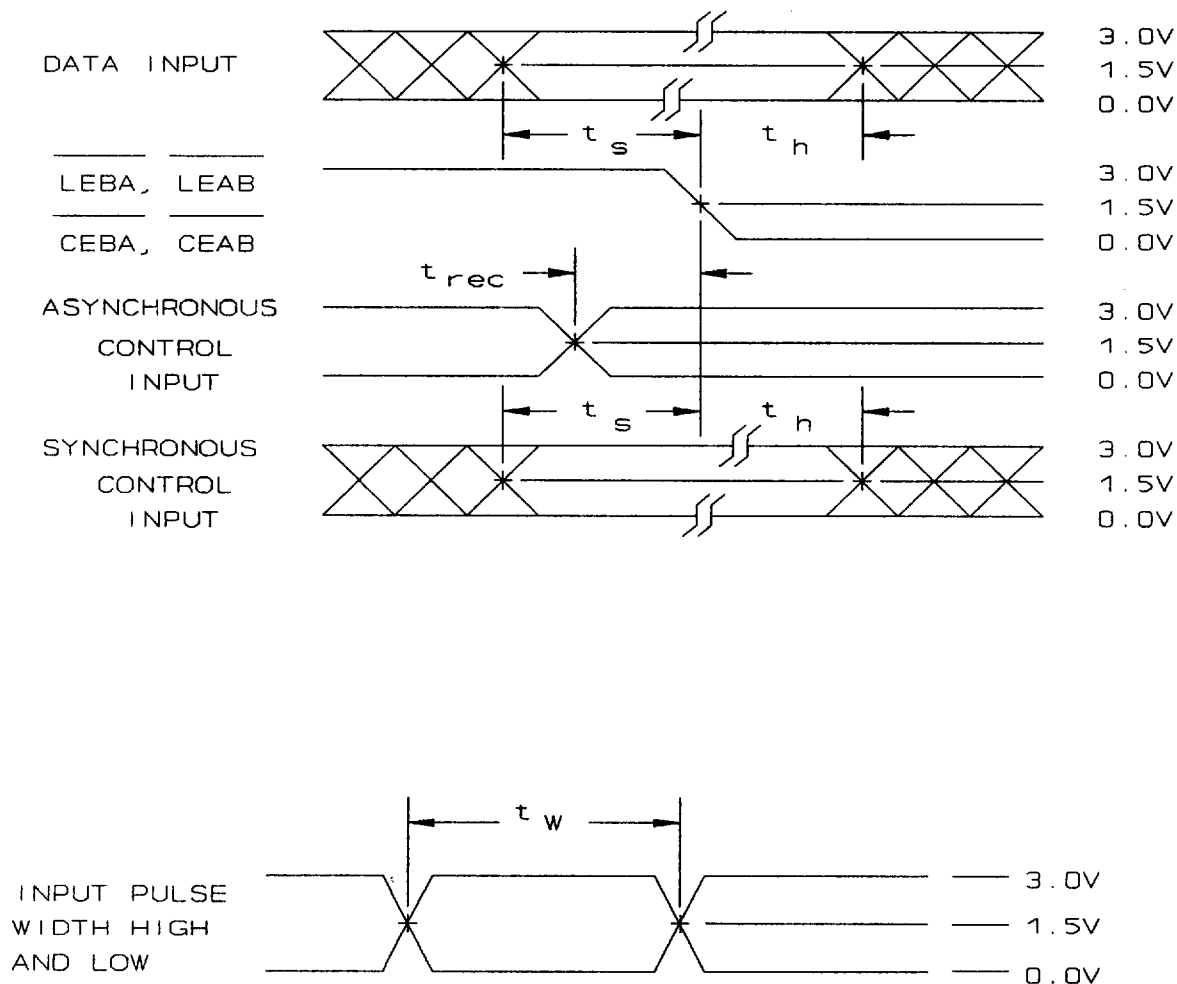 DATA INPUT
3.0V
1.5V
0.0V
t s
t h
LEBA, LEAB
CEBA, CEAB
3.0V
1.5V
0.0V
t rec
ASYNCHRONOUS
CONTROL
INPUT
3.0V
1.5V
0.0V
t s
t h
SYNCHRONOUS
CONTROL
INPUT
3.0V
1.5V
0.0V
t W
INPUT PULSE
WIDTH HIGH
AND LOW
3.0V
1.5V
0.0V